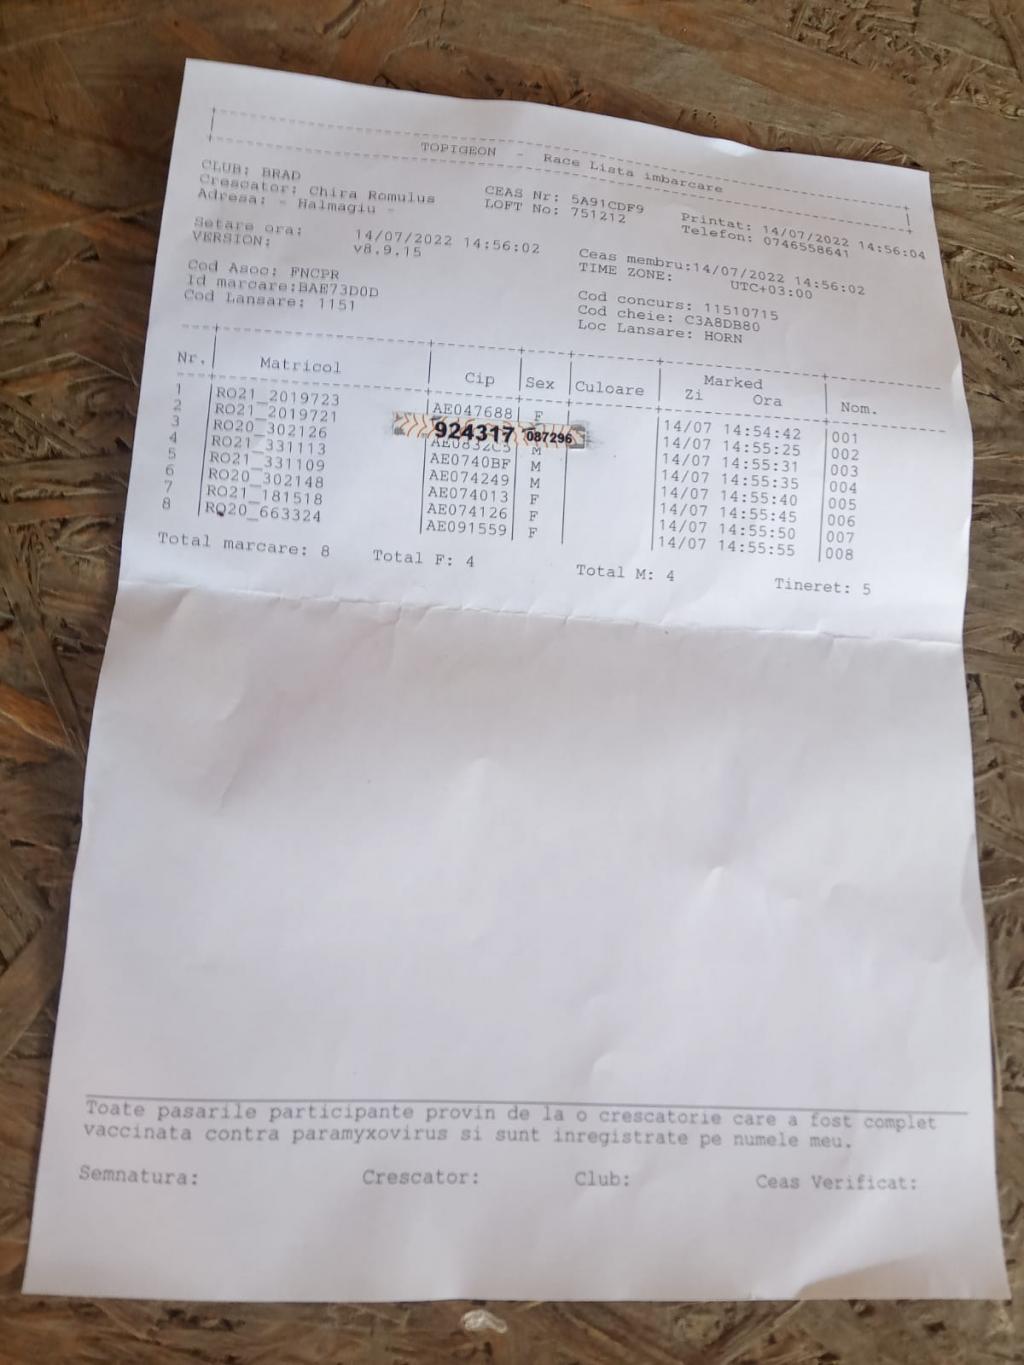 TOPIGEON - Race Lista imbarcare
CLUB: BRAD
Crescator: Chira Romulus
Adresa: - Halmagiu -
CEAS Nr: 5A91CDF9
LOFT No: 751212
Printat: 14/07/2022 14:56:04
Telefon: 0746558641
Setare ora: 14/07/2022 14:56:02
VERSION: v8.9.15
Ceas membru:14/07/2022 14:56:02
TIME ZONE: UTC+03:00
Cod Asoc: FNCPR
Id marcare:BAE73D0D
Cod Lansare: 1151
Cod concurs: 11510715
Cod cheie: C3A8DB80
Loc Lansare: HORN
Nr. Matricol Cip Sex Culoare Marked Nom.
Zi Ora
1 RO21_2019723 AE047688 F 14/07 14:54:42 001
2 RO21_2019721 14/07 14:55:25 002
924317 087296
3 RO20_302126 AE0832C5 M 14/07 14:55:31 003
4 RO21_331113 AE0740BF M 14/07 14:55:35 004
5 RO21_331109 AE074249 M 14/07 14:55:40 005
6 RO20_302148 AE074013 F 14/07 14:55:45 006
7 RO21_181518 AE074126 F 14/07 14:55:50 007
8 RO20_663324 AE091559 F 14/07 14:55:55 008
Total marcare: 8 Total F: 4 Total M: 4 Tineret: 5
Toate pasarile participante provin de la o crescatorie care a fost complet
vaccinata contra paramyxovirus si sunt inregistrate pe numele meu.
Semnatura: Crescator: Club: Ceas Verificat: